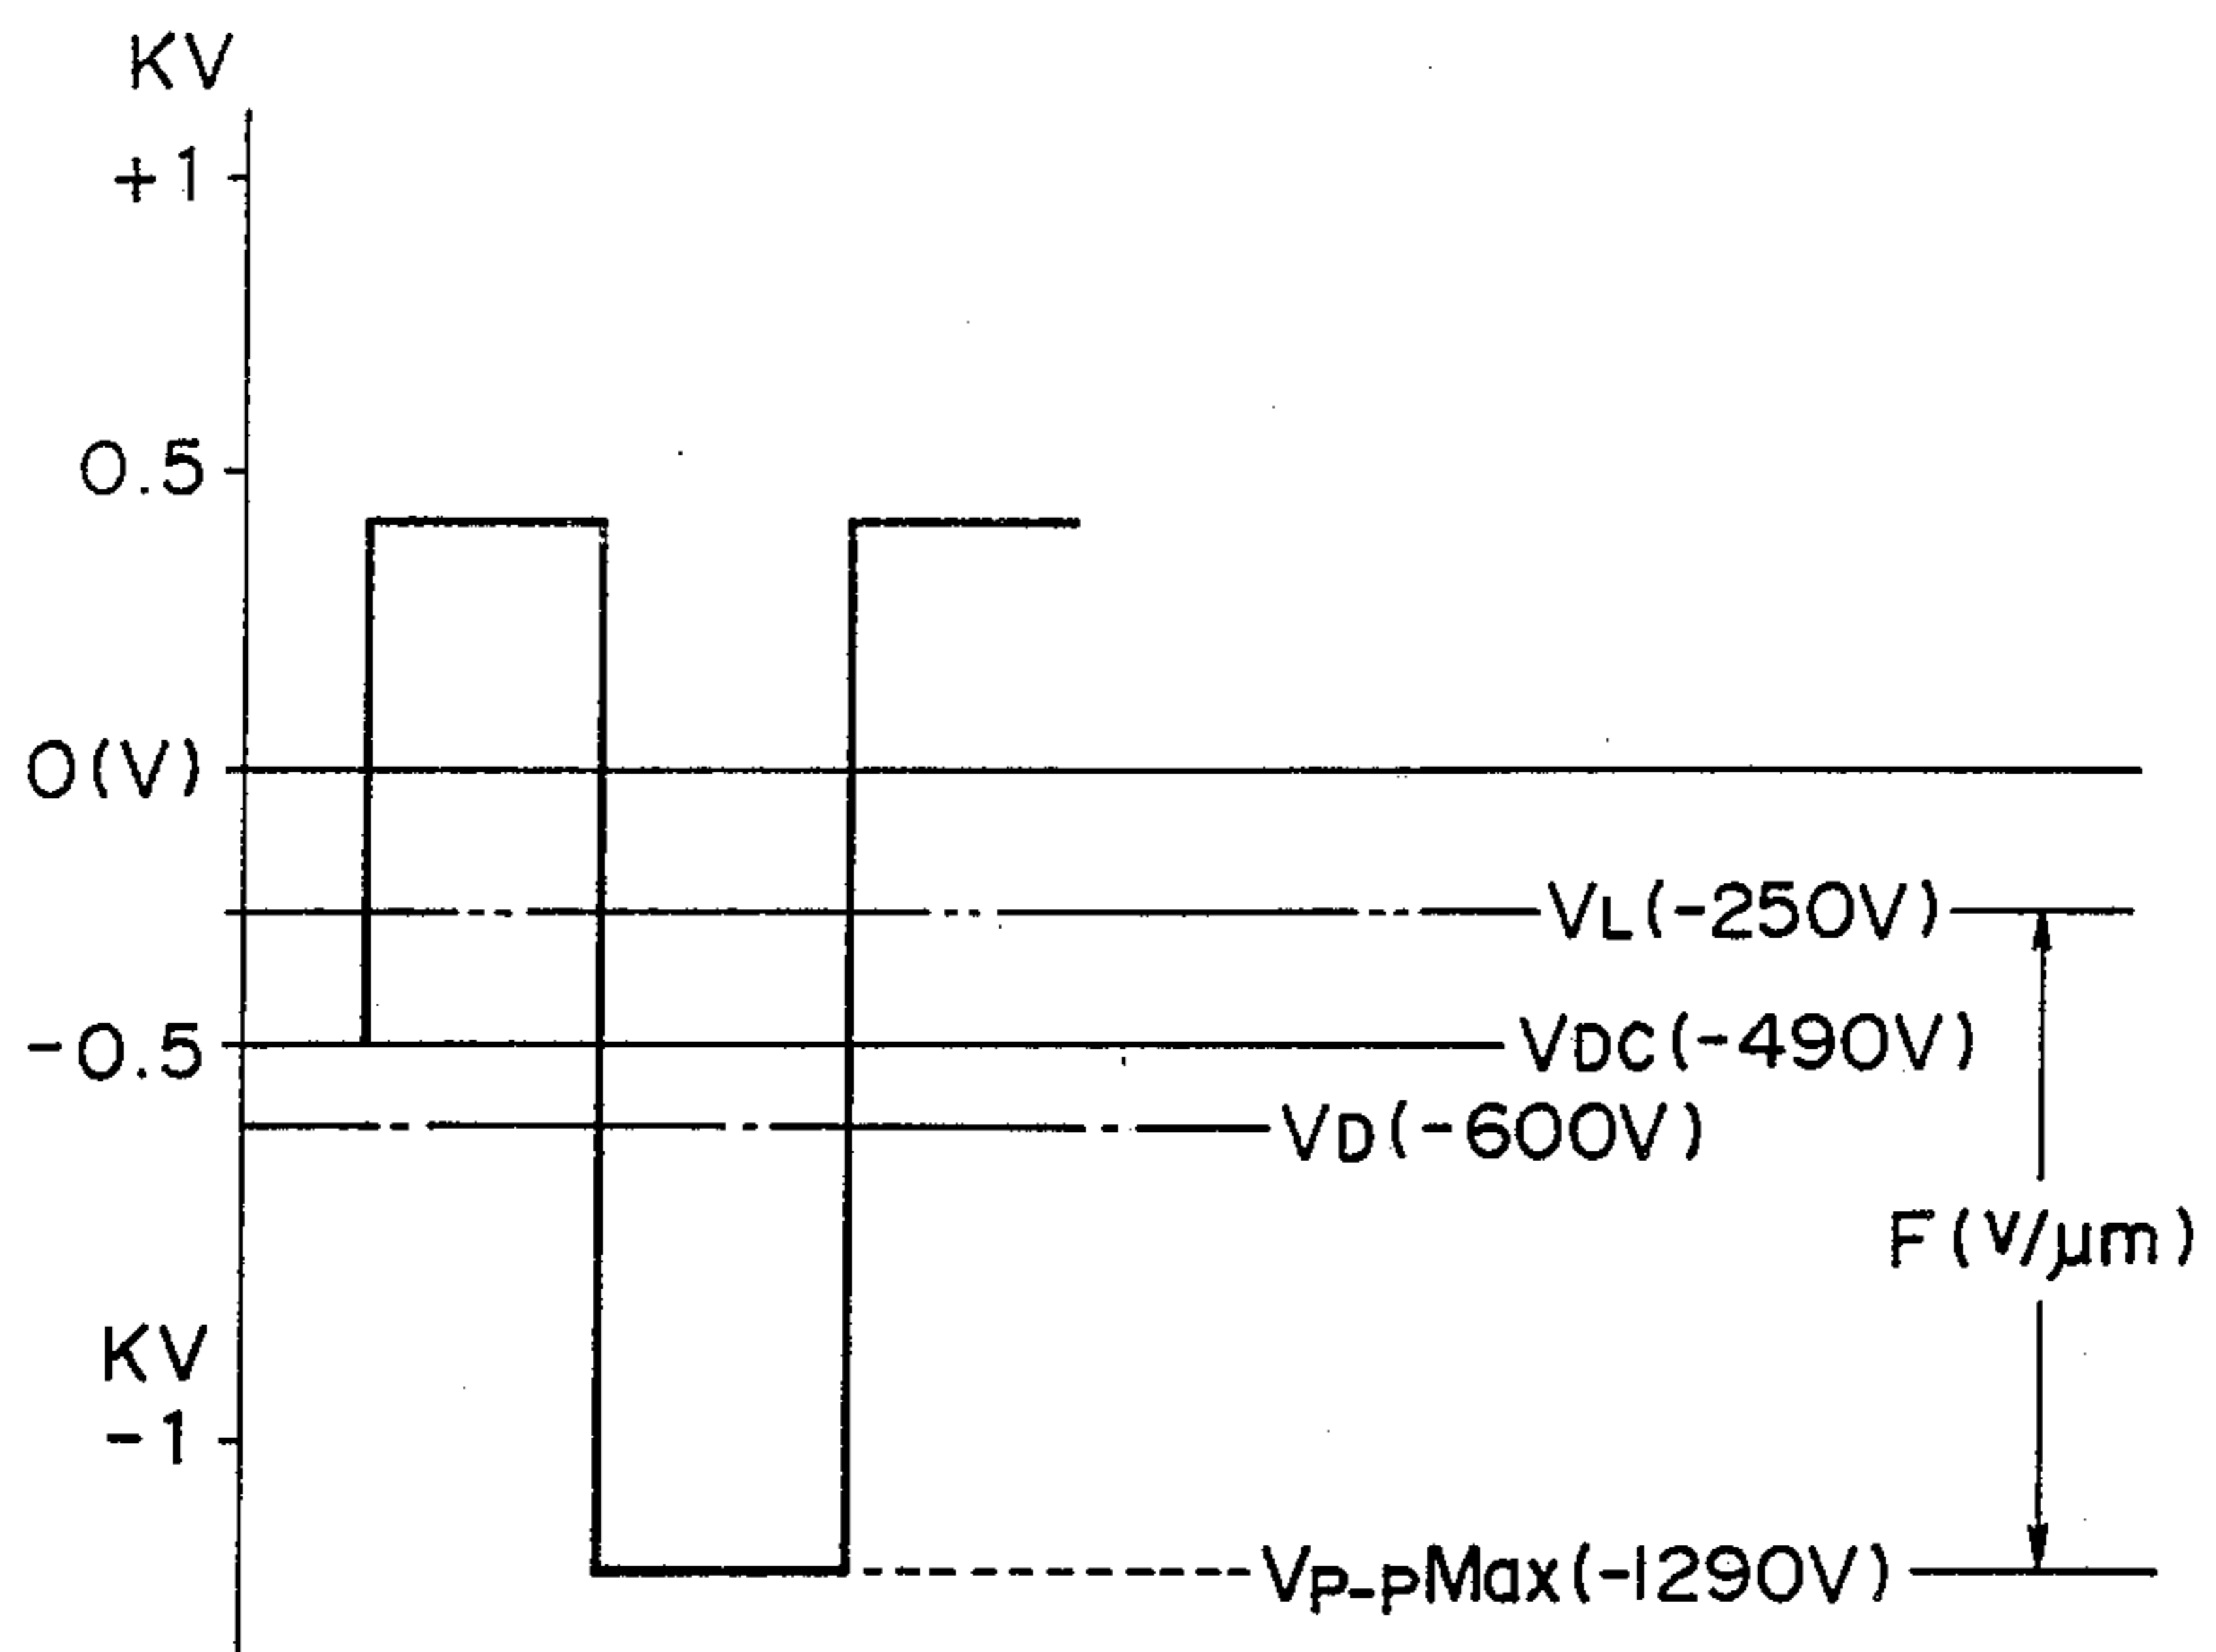 KV
+1
0.5
0(V)
VL(-250V)
-0.5
VDC(-490V)
VD(-600V)
F(V/μm)
KV
-1
VP-PMax(-1290V)